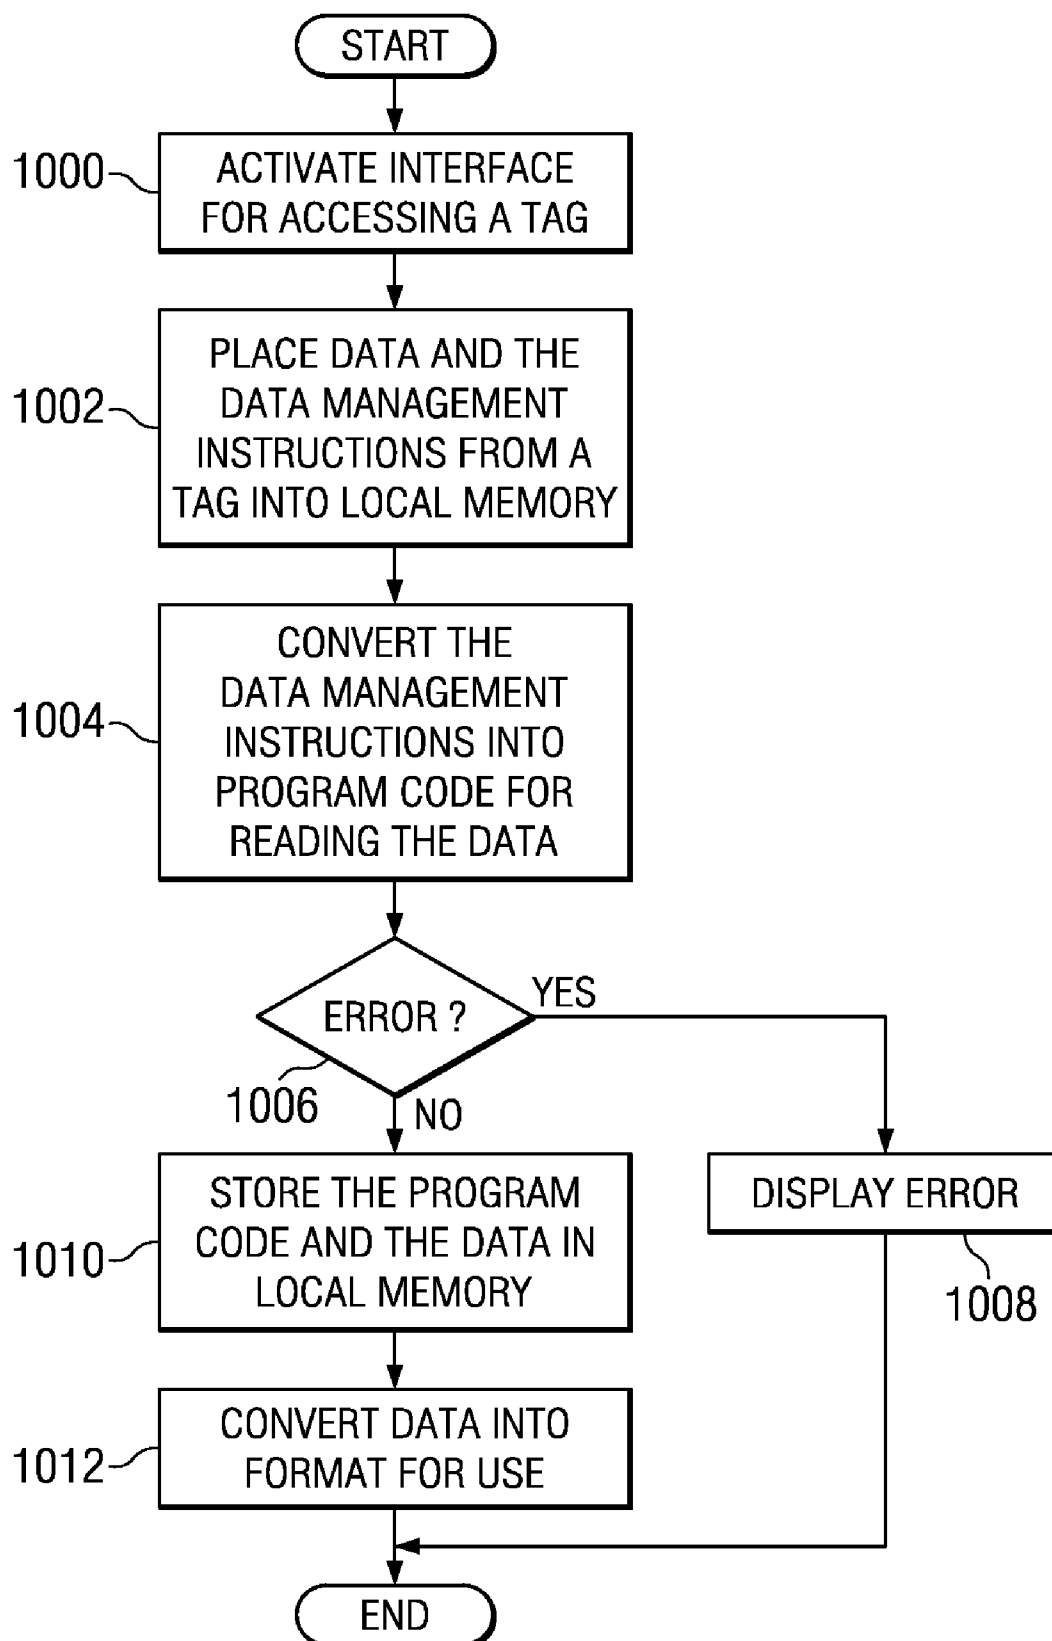 START
1000
ACTIVATE INTERFACE
FOR ACCESSING A TAG
1002
PLACE DATA AND THE
DATA MANAGEMENT
INSTRUCTIONS FROM A
TAG INTO LOCAL MEMORY
1004
CONVERT THE
DATA MANAGEMENT
INSTRUCTIONS INTO
PROGRAM CODE FOR
READING THE DATA
ERROR ?
YES
1006
NO
1010
STORE THE PROGRAM
CODE AND THE DATA IN
LOCAL MEMORY
DISPLAY ERROR
1008
1012
CONVERT DATA INTO
FORMAT FOR USE
END